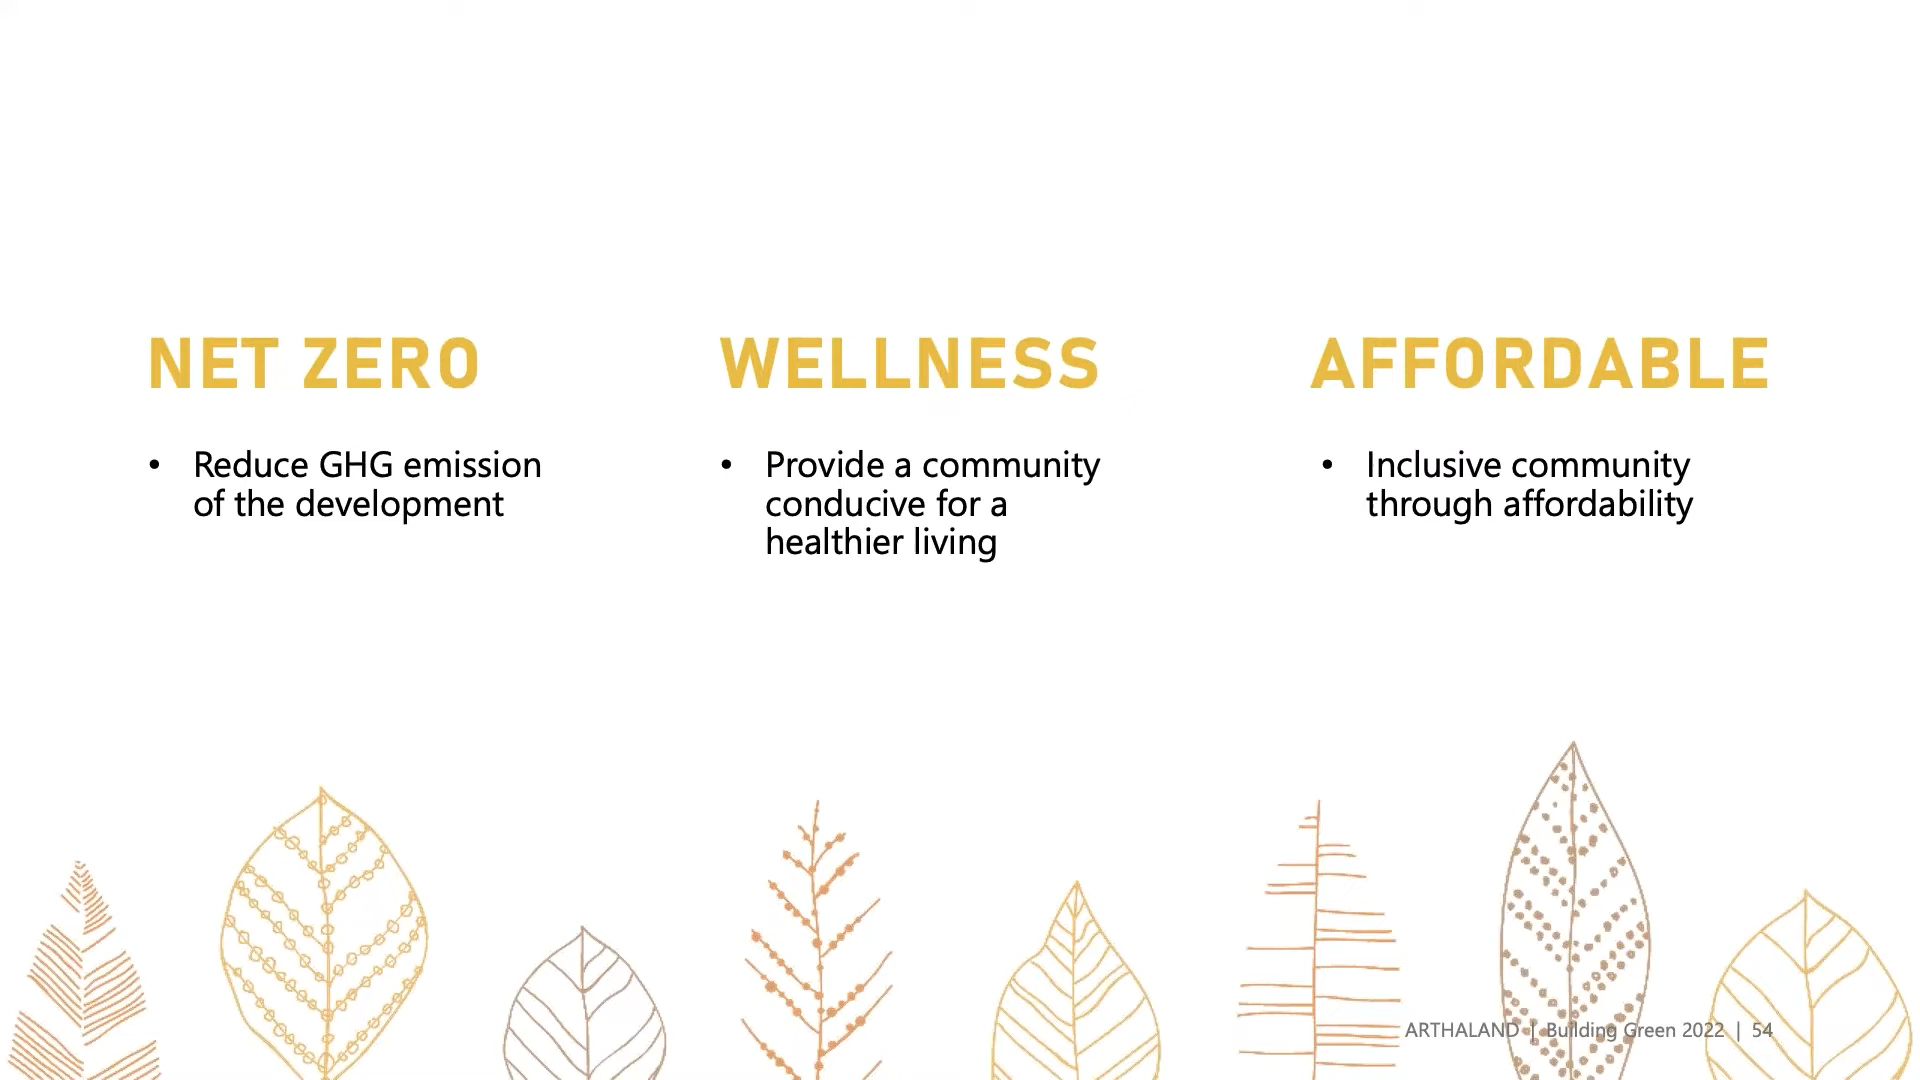 NET ZERO
• Reduce GHG emission
of the development
WELLNESS
• Provide a community
conducive for a
healthier living
AFFORDABLE
• Inclusive community
through affordability
ARTHALAND | Building Green 2022 | 54